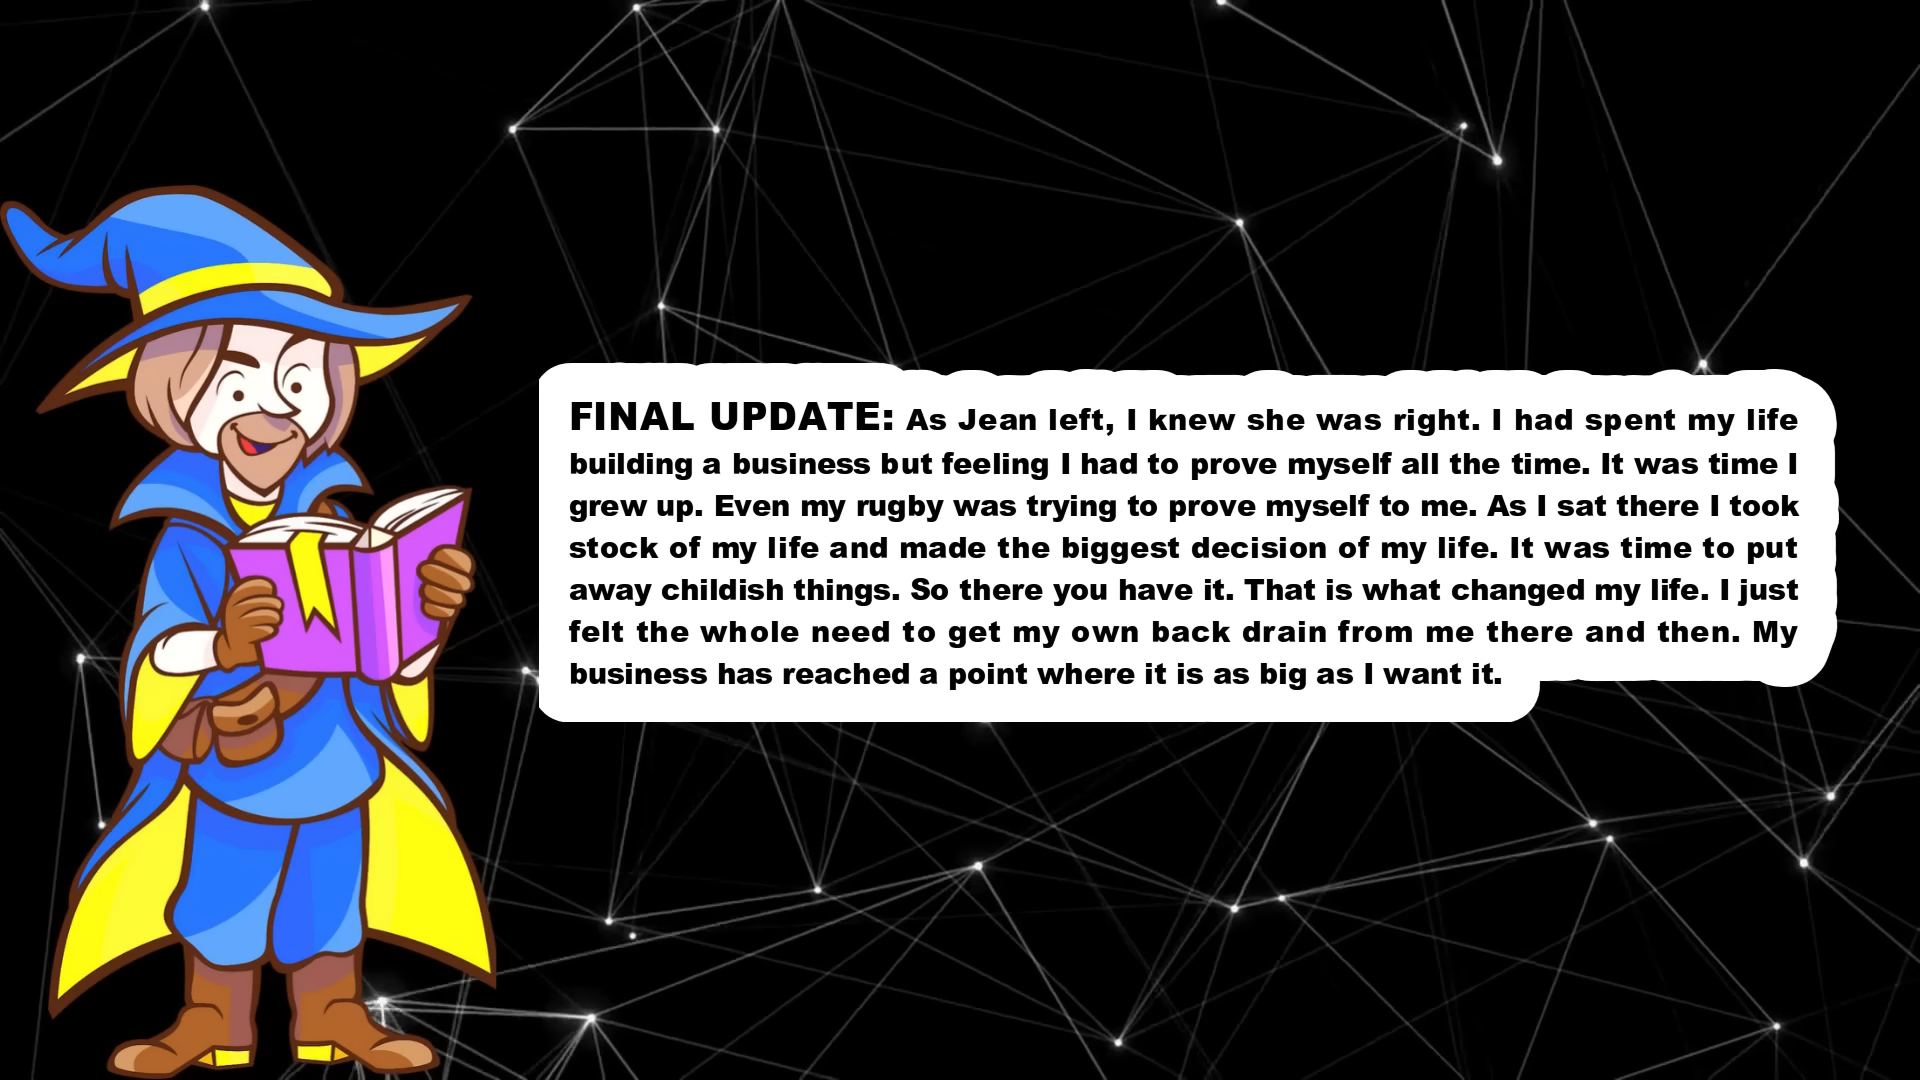 FINAL UPDATE: As Jean left, I knew she was right. I had spent my life
building a business but feeling I had to prove myself all the time. It was time I
grew up. Even my rugby was trying to prove myself to me. As I sat there I took
stock of my life and made the biggest decision of my life. It was time to put
away childish things. So there you have it. That is what changed my life. I just
felt the whole need to get my own back drain from me there and then. My
business has reached a point where it is as big as I want it.